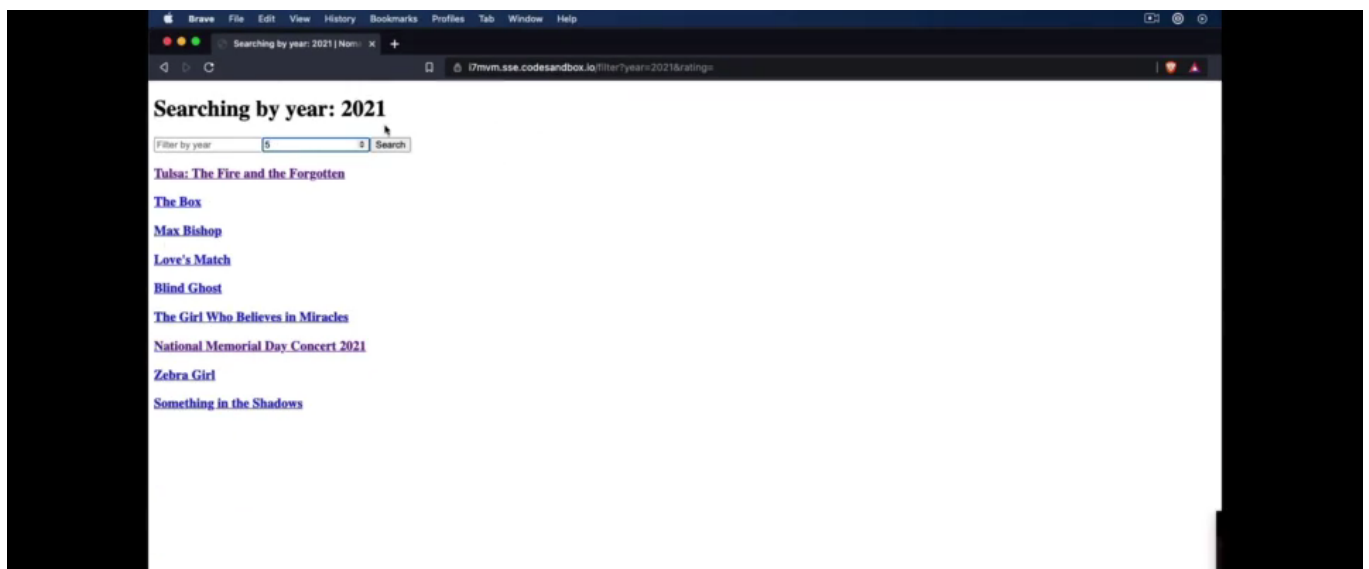 Brave File Edit View History Bookmarks Profiles Tab Window Help
Searching by year: 2021 | Nom
i7mvm.sse.codesandbox.io/filter?year=2021&rating=
Searching by year: 2021
Filter by year 5 Search
Tulsa: The Fire and the Forgotten
The Box
Max Bishop
Love's Match
Blind Ghost
The Girl Who Believes in Miracles
National Memorial Day Concert 2021
Zebra Girl
Something in the Shadows